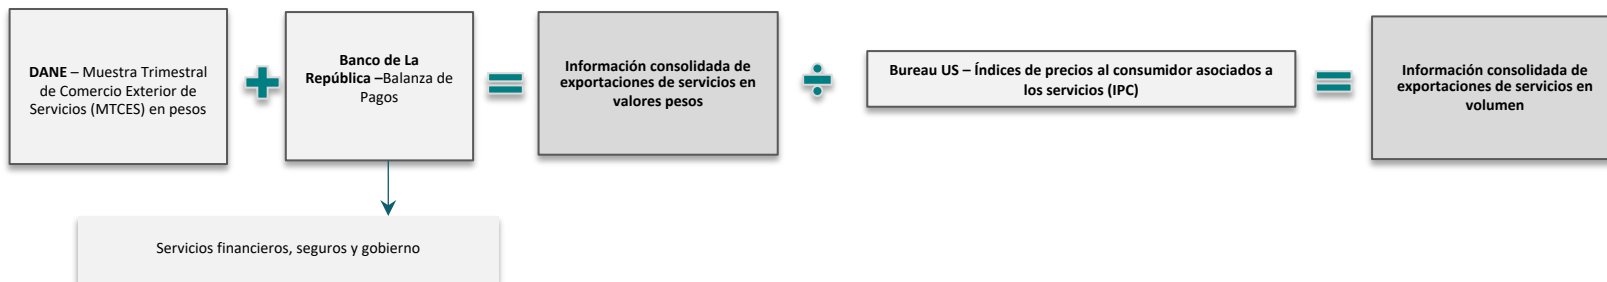 DANE – Muestra Trimestral
de Comercio Exterior de
Servicios (MTCES) en pesos
Banco de La
República –Balanza de
Pagos
Información consolidada de
exportaciones de servicios en
valores pesos
Bureau US – Índices de precios al consumidor asociados a
los servicios (IPC)
Información consolidada de
exportaciones de servicios en
volumen
Servicios financieros, seguros y gobierno